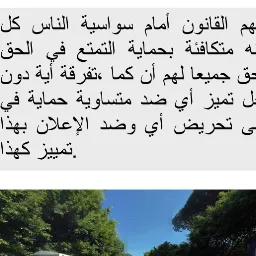 كل الناس سواسية أمام القانون هم
الحق في التمتع بحماية متكافئة ه
دون أية تفرقة، كما أن لهم جميعا حق
في حماية متساوية ضد أي تميز ل
بهذا الإعلان وضد أي تحريض ى
تمييز كهذا.